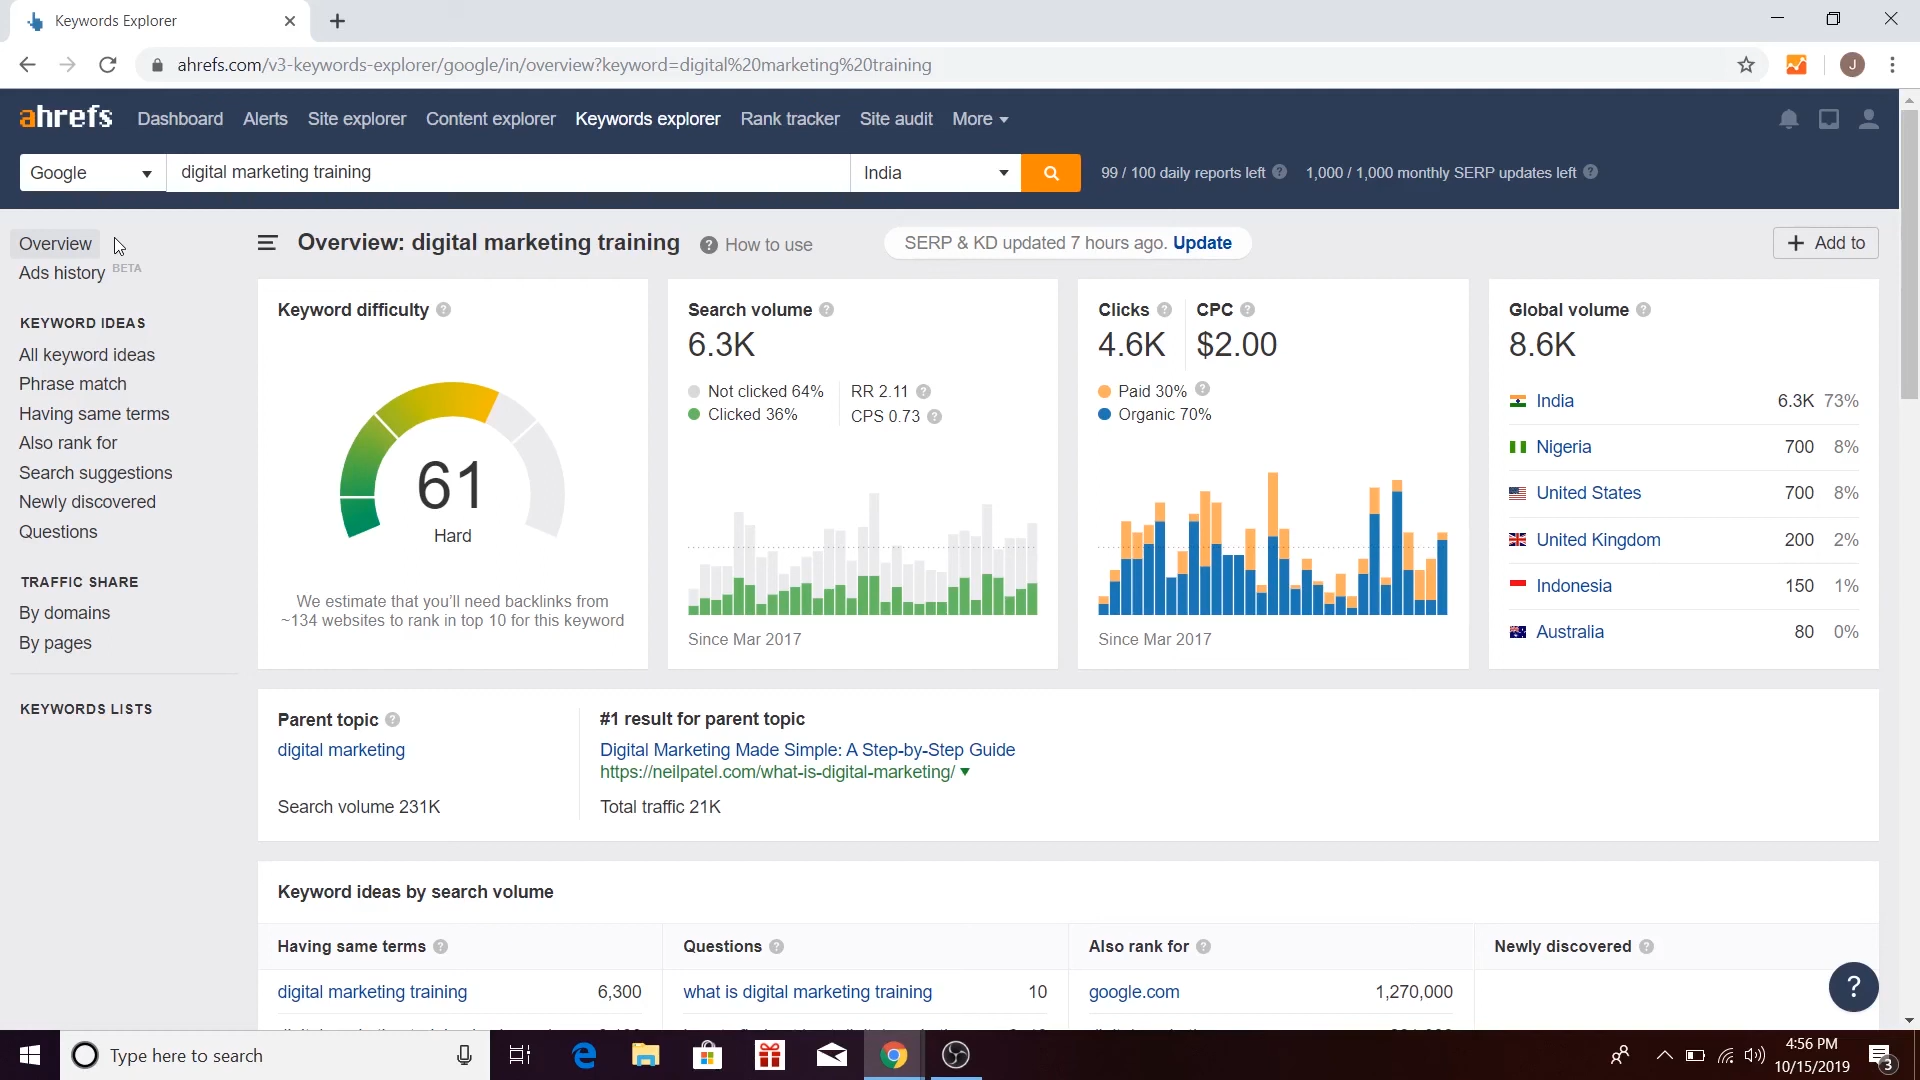 Keywords Explorer
ahrefs.com/v3-keywords-explorer/google/in/overview?keyword=digital%20marketing%20training
J
ahrefs Dashboard Alerts Site explorer Content explorer Keywords explorer Rank tracker Site audit More
Google digital marketing training India 99 / 100 daily reports left ? 1,000 / 1,000 monthly SERP updates left ?
Overview
Ads history BETA
KEYWORD IDEAS
All keyword ideas
Phrase match
Having same terms
Also rank for
Search suggestions
Newly discovered
Questions
TRAFFIC SHARE
By domains
By pages
KEYWORDS LISTS
Overview: digital marketing training ? How to use SERP & KD updated 7 hours ago. Update + Add to
Keyword difficulty ?
61
Hard
We estimate that you'll need backlinks from
~134 websites to rank in top 10 for this keyword
Search volume ?
6.3K
Not clicked 64% RR 2.11 ?
Clicked 36% CPS 0.73 ?
Since Mar 2017
Clicks ? CPC ?
4.6K $2.00
Paid 30% ?
Organic 70%
Since Mar 2017
Global volume ?
8.6K
India 6.3K 73%
Nigeria 700 8%
United States 700 8%
United Kingdom 200 2%
Indonesia 150 1%
Australia 80 0%
Parent topic ?
digital marketing
Search volume 231K
#1 result for parent topic
Digital Marketing Made Simple: A Step-by-Step Guide
https://neilpatel.com/what-is-digital-marketing/
Total traffic 21K
Keyword ideas by search volume
Having same terms ? Questions ? Also rank for ? Newly discovered ?
digital marketing training 6,300 what is digital marketing training 10 google.com 1,270,000
?
Type here to search
4:56 PM
10/15/2019
3